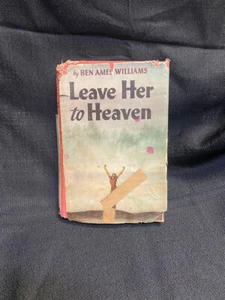 by BEN AMES WILLIAMS
Leave Her
to Heaven